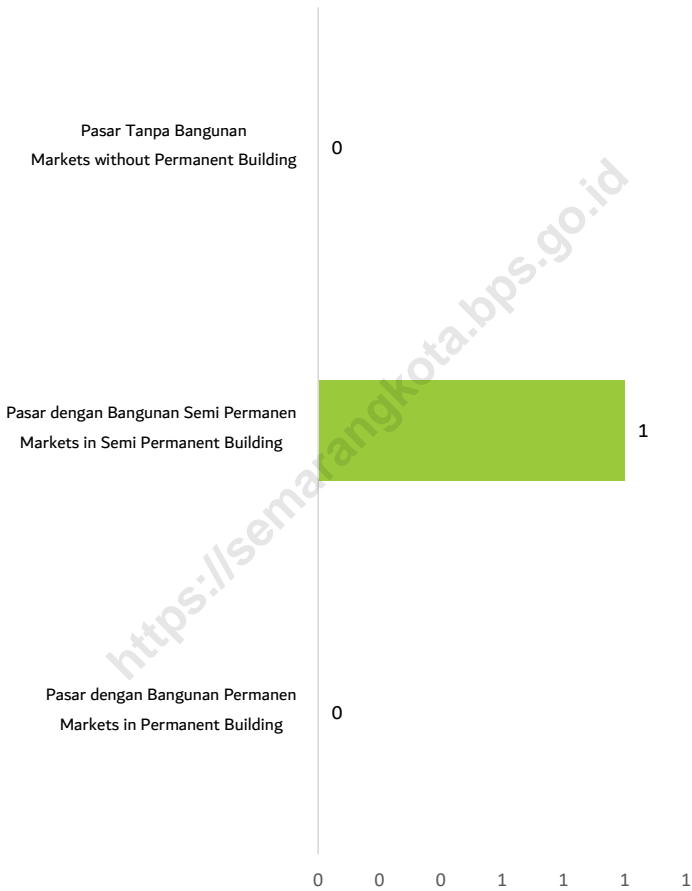 Pasar Tanpa Bangunan
Markets without Permanent Building
0
Pasar dengan Bangunan Semi Permanen
Markets in Semi Permanent Building
1
Pasar dengan Bangunan Permanen
Markets in Permanent Building
0
0 0 0 1 1 1 1
https://semarangkota.bps.go.id